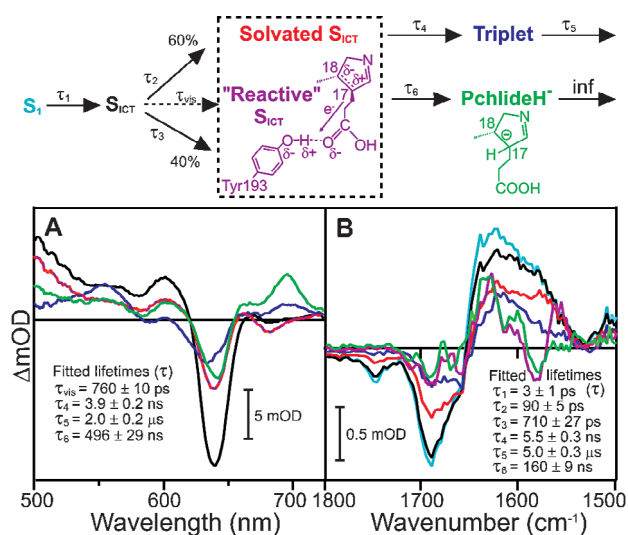 60% Solvated S_ICT τ4 Triplet τ5
S1 τ1 S_ICT τ2 τvis τ3 40%
"Reactive" S_ICT τ6 PchlideH⁻ inf
N
18 δ- δ+
17
e-
O H O OH
δ- δ+ δ-
Tyr193
N
18 ⊖
H 17
COOH
A
B
ΔmOD
Fitted lifetimes (τ)
τvis = 760 ± 10 ps
τ4 = 3.9 ± 0.2 ns
τ5 = 2.0 ± 0.2 μs
τ6 = 496 ± 29 ns
5 mOD
0.5 mOD
Fitted lifetimes (τ)
τ1 = 3 ± 1 ps
τ2 = 90 ± 5 ps
τ3 = 710 ± 27 ps
τ4 = 5.5 ± 0.3 ns
τ5 = 5.0 ± 0.3 μs
τ6 = 160 ± 9 ns
500 600 700
1800 1700 1600 1500
Wavelength (nm)
Wavenumber (cm⁻¹)